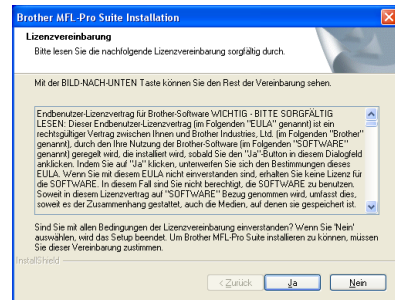 Brother MFL-Pro Suite Installation
Lizenzvereinbarung
Bitte lesen Sie die nachfolgende Lizenzvereinbarung sorgfältig durch.
Mit der BILD-NACH-UNTEN Taste können Sie den Rest der Vereinbarung sehen.
Endbenutzer-Lizenzvertrag für Brother-Software WICHTIG - BITTE SORGFÄLTIG
LESEN: Dieser Endbenutzer-Lizenzvertrag (im Folgenden "EULA" genannt) ist ein
rechtsgültiger Vertrag zwischen Ihnen und Brother Industries, Ltd. (im Folgenden "Brother"
genannt), durch den Ihre Nutzung der Brother-Software (im Folgenden "SOFTWARE"
genannt) geregelt wird, die installiert wird, sobald Sie den "Ja"-Button in diesem Dialogfeld
anklicken. Indem Sie auf "Ja" klicken, unterwerfen Sie sich den Bestimmungen dieses
EULA. Wenn Sie mit diesem EULA nicht einverstanden sind, erhalten Sie keine Lizenz für
die SOFTWARE. In diesem Fall sind Sie nicht berechtigt, die SOFTWARE zu benutzen.
Soweit in diesem Lizenzvertrag auf "SOFTWARE" Bezug genommen wird, umfasst dies,
soweit es der Zusammenhang gestattet, auch die Medien, auf denen sie gespeichert ist.
Sind Sie mit allen Bedingungen der Lizenzvereinbarung einverstanden? Wenn Sie 'Nein'
auswählen, wird das Setup beendet. Um Brother MFL-Pro Suite installieren zu können, müssen
Sie dieser Vereinbarung zustimmen.
InstallShield
< Zurück
Ja
Nein